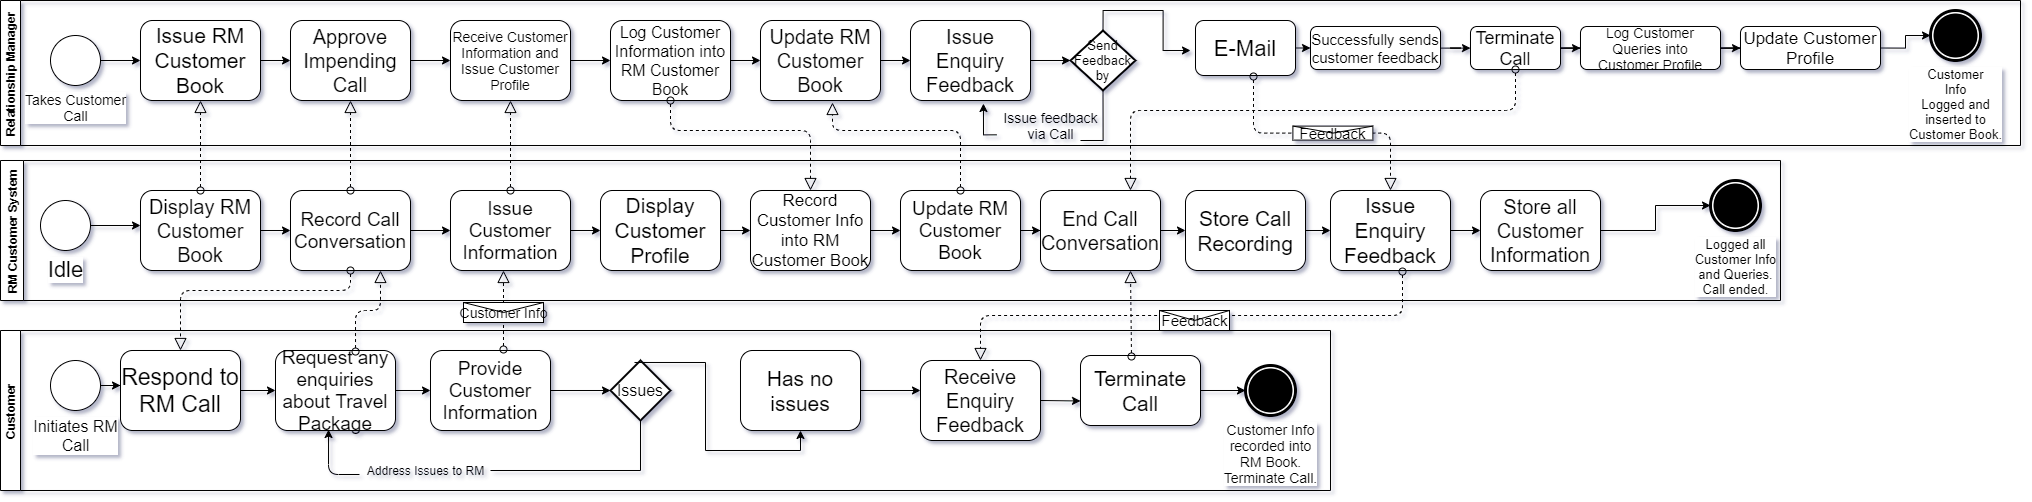 Relationship Manager
Takes Customer
Call
Issue RM
Customer
Book
Approve
Impending
Call
Receive Customer
Information and
Issue Customer
Profile
Log Customer
Information into
RM Customer
Book
Update RM
Customer
Book
Issue
Enquiry
Feedback
Send
Feedback
by
Issue feedback
via Call
E-Mail
Successfully sends
customer feedback
Terminate
Call
Log Customer
Queries into
Customer Profile
Update Customer
Profile
Customer
Info
Logged and
inserted to
Customer Book.
Feedback
RM Customer System
Idle
Display RM
Customer
Book
Record Call
Conversation
Issue
Customer
Information
Display
Customer
Profile
Record
Customer Info
into RM
Customer Book
Update RM
Customer
Book
End Call
Conversation
Store Call
Recording
Issue
Enquiry
Feedback
Store all
Customer
Information
Logged all
Customer Info
and Queries.
Call ended.
Customer Info
Feedback
Customer
Initiates RM
Call
Respond to
RM Call
Request any
enquiries
about Travel
Package
Provide
Customer
Information
Issues
Address Issues to RM
Has no
issues
Receive
Enquiry
Feedback
Terminate
Call
Customer Info
recorded into
RM Book.
Terminate Call.